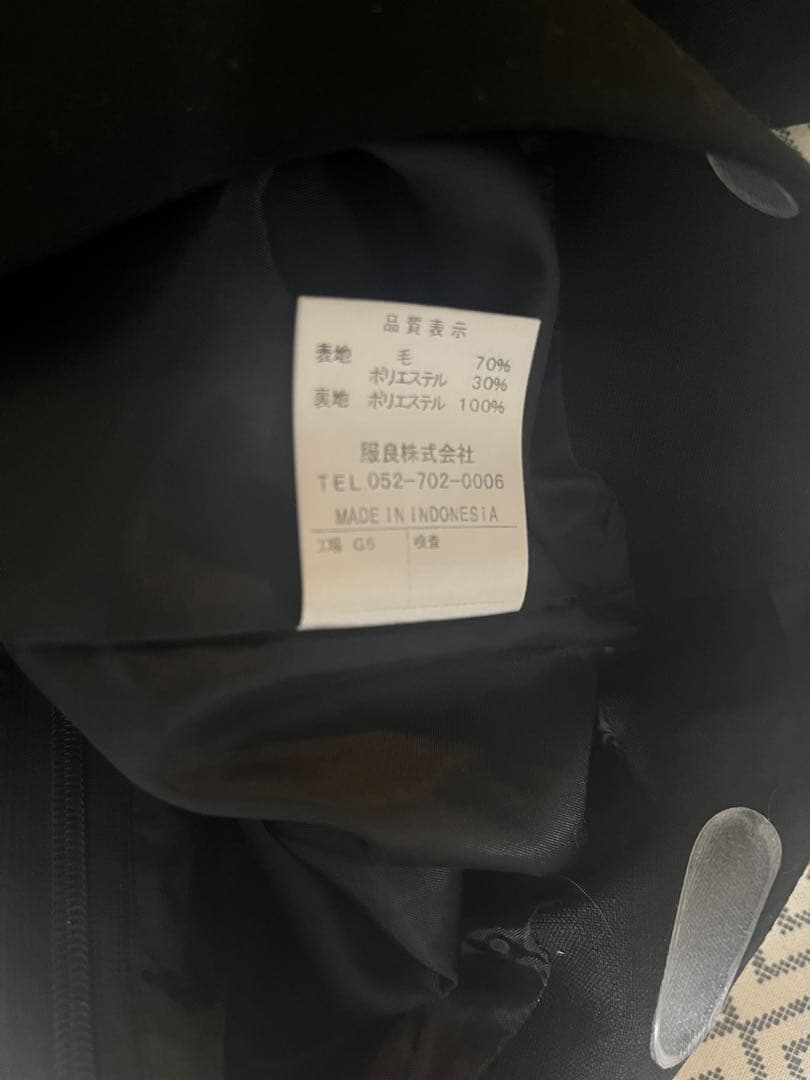 品質表示
表地 毛 70%
ポリエステル 30%
裏地 ポリエステル 100%
服良株式会社
TEL 052-702-0006
MADE IN INDONESIA
工場 G5 検査